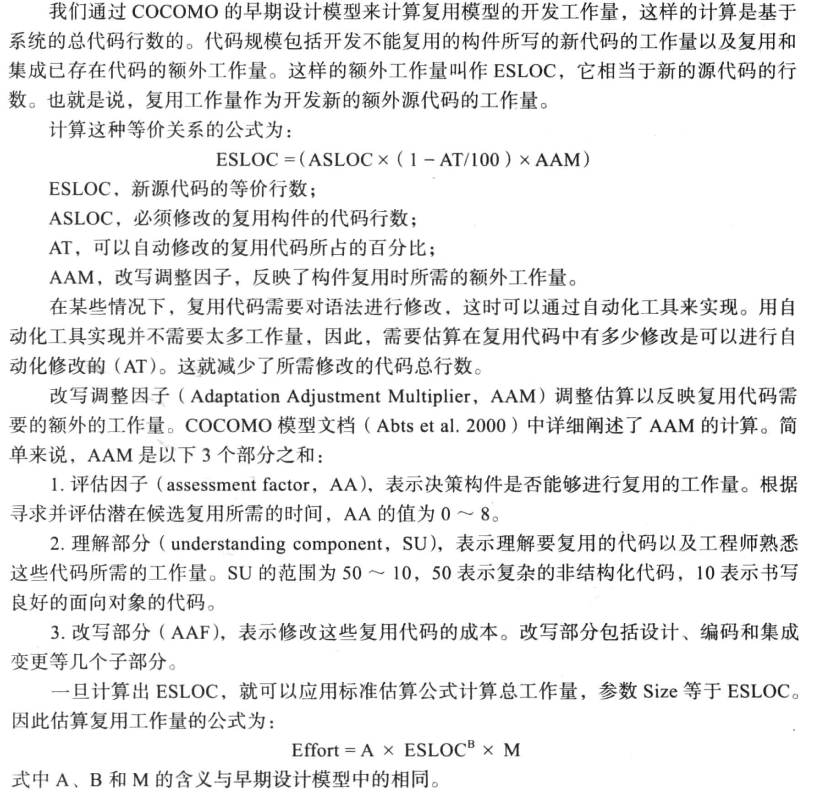 我们通过 COCOMO 的早期设计模型来计算复用模型的开发工作量，这样的计算是基于
系统的总代码行数的。代码规模包括开发不能复用的构件所写的新代码的工作量以及复用和
集成已存在代码的额外工作量。这样的额外工作量叫作 ESLOC，它相当于新的源代码的行
数。也就是说，复用工作量作为开发新的额外源代码的工作量。
计算这种等价关系的公式为：
ESLOC =（ASLOC ×（1 − AT/100）× AAM）
ESLOC，新源代码的等价行数；
ASLOC，必须修改的复用构件的代码行数；
AT，可以自动修改的复用代码所占的百分比；
AAM，改写调整因子，反映了构件复用时所需的额外工作量。
在某些情况下，复用代码需要对语法进行修改，这时可以通过自动化工具来实现。用自
动化工具实现并不需要太多工作量，因此，需要估算在复用代码中有多少修改是可以进行自
动化修改的（AT）。这就减少了所需修改的代码总行数。
改写调整因子（Adaptation Adjustment Multiplier，AAM）调整估算以反映复用代码需
要的额外的工作量。COCOMO 模型文档（Abts et al. 2000）中详细阐述了 AAM 的计算。简
单来说，AAM 是以下 3 个部分之和：
1. 评估因子（assessment factor，AA），表示决策构件是否能够进行复用的工作量。根据
寻求并评估潜在候选复用所需的时间，AA 的值为 0 ～ 8。
2. 理解部分（understanding component，SU），表示理解要复用的代码以及工程师熟悉
这些代码所需的工作量。SU 的范围为 50 ～ 10，50 表示复杂的非结构化代码，10 表示书写
良好的面向对象的代码。
3. 改写部分（AAF），表示修改这些复用代码的成本。改写部分包括设计、编码和集成
变更等几个子部分。
一旦计算出 ESLOC，就可以应用标准估算公式计算总工作量，参数 Size 等于 ESLOC。
因此估算复用工作量的公式为：
Effort = A × ESLOCᴮ × M
式中 A、B 和 M 的含义与早期设计模型中的相同。